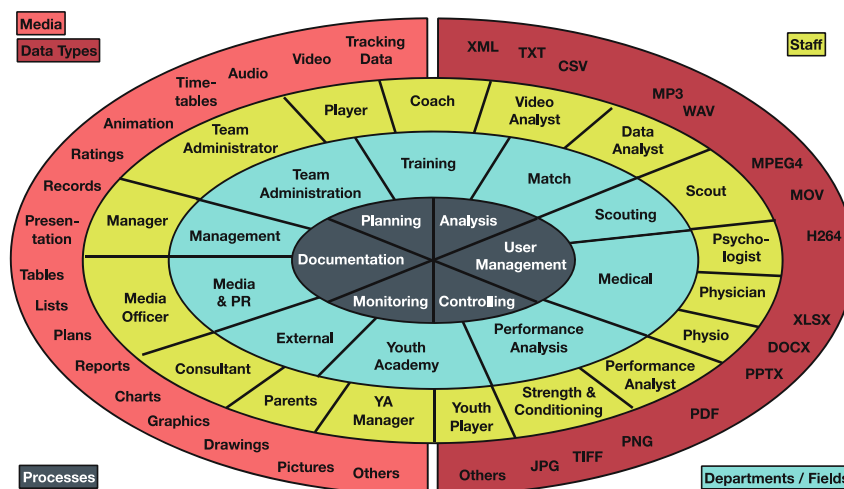 Media
Data Types
Staff
Tracking
Data
Video
Audio
Time-
tables
Animation
Ratings
Records
Presen-
tation
Tables
Lists
Plans
Reports
Charts
Graphics
Drawings
Pictures
Others
XML
TXT
CSV
MP3
WAV
MPEG4
MOV
H264
XLSX
DOCX
PPTX
PDF
PNG
TIFF
JPG
Others
Team
Administrator
Player
Coach
Video
Analyst
Data
Analyst
Scout
Psycho-
logist
Physician
Physio
Performance
Analyst
Strength &
Conditioning
Youth
Player
YA
Manager
Parents
Consultant
Media
Officer
Manager
Team
Administration
Training
Match
Scouting
Medical
Performance
Analysis
Youth
Academy
External
Media
& PR
Management
Planning
Analysis
User
Management
Controlling
Monitoring
Documentation
Processes
Departments / Fields